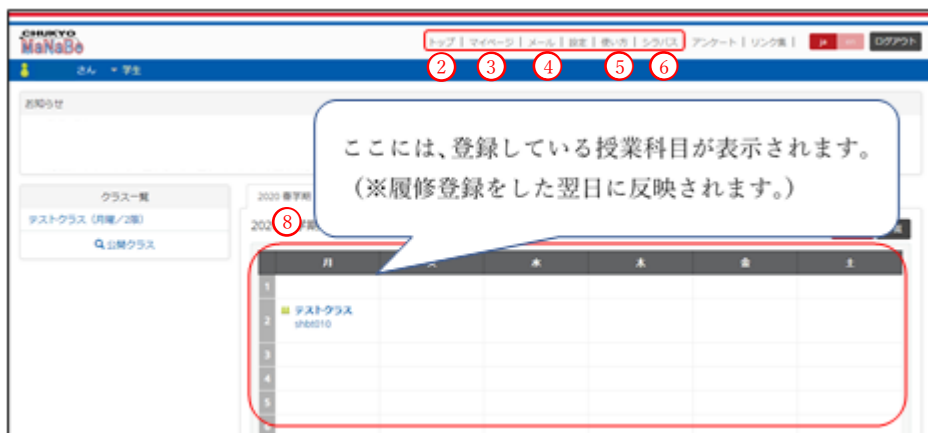 CHUKYO
MaNaBo
トップ | マイページ | メール | 設定 | 使い方 | シラバス | アンケート | リンク集 |
ja
ログアウト
② ③ ④ ⑤ ⑥
さん ▾ 学生
お知らせ
ここには、登録している授業科目が表示されます。
(※履修登録をした翌日に反映されます。)
クラス一覧
2020 春学期
テストクラス (月曜/2限)
公開クラス
⑧
月 水 木 金 土
1
2 テストクラス
shbt010
3
4
5